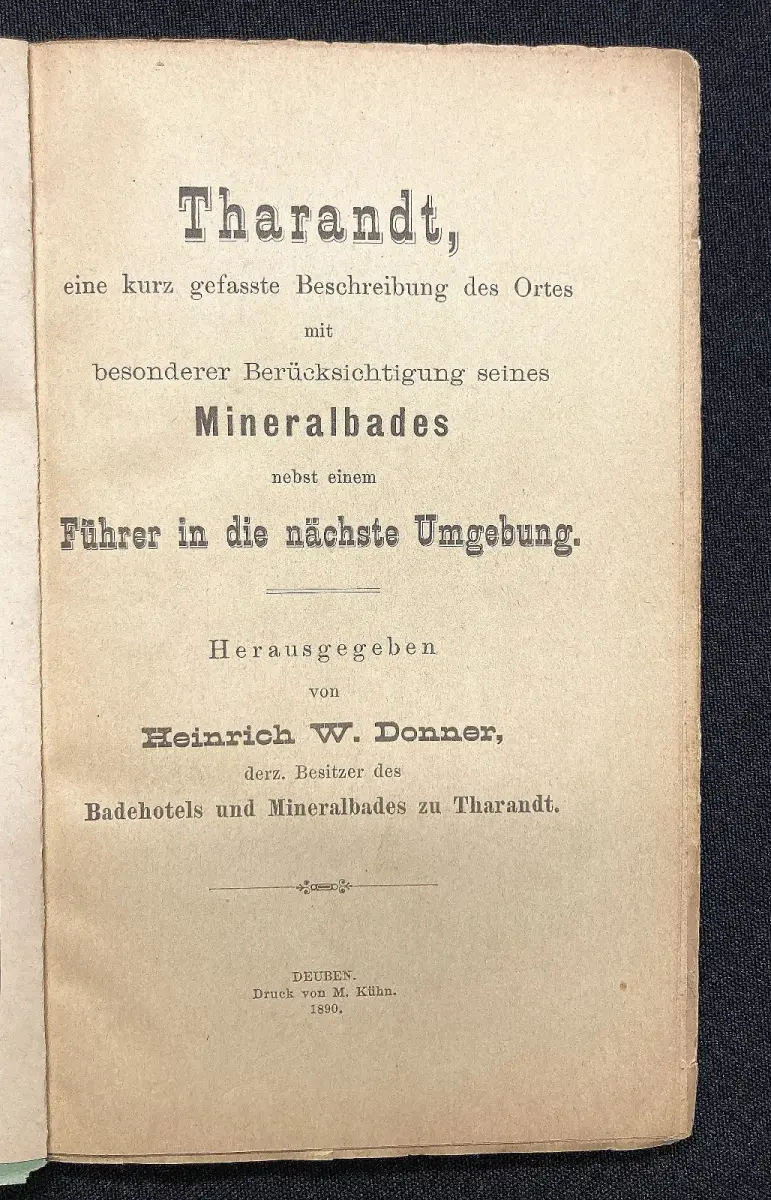 Tharandt,
eine kurz gefasste Beschreibung des Ortes
mit
besonderer Berücksichtigung seines
Mineralbades
nebst einem
Führer in die nächste Umgebung.
Herausgegeben
von
Heinrich W. Donner,
derz. Besitzer des
Badehotels und Mineralbades zu Tharandt.
DEUBEN.
Druck von M. Kühn.
1890.